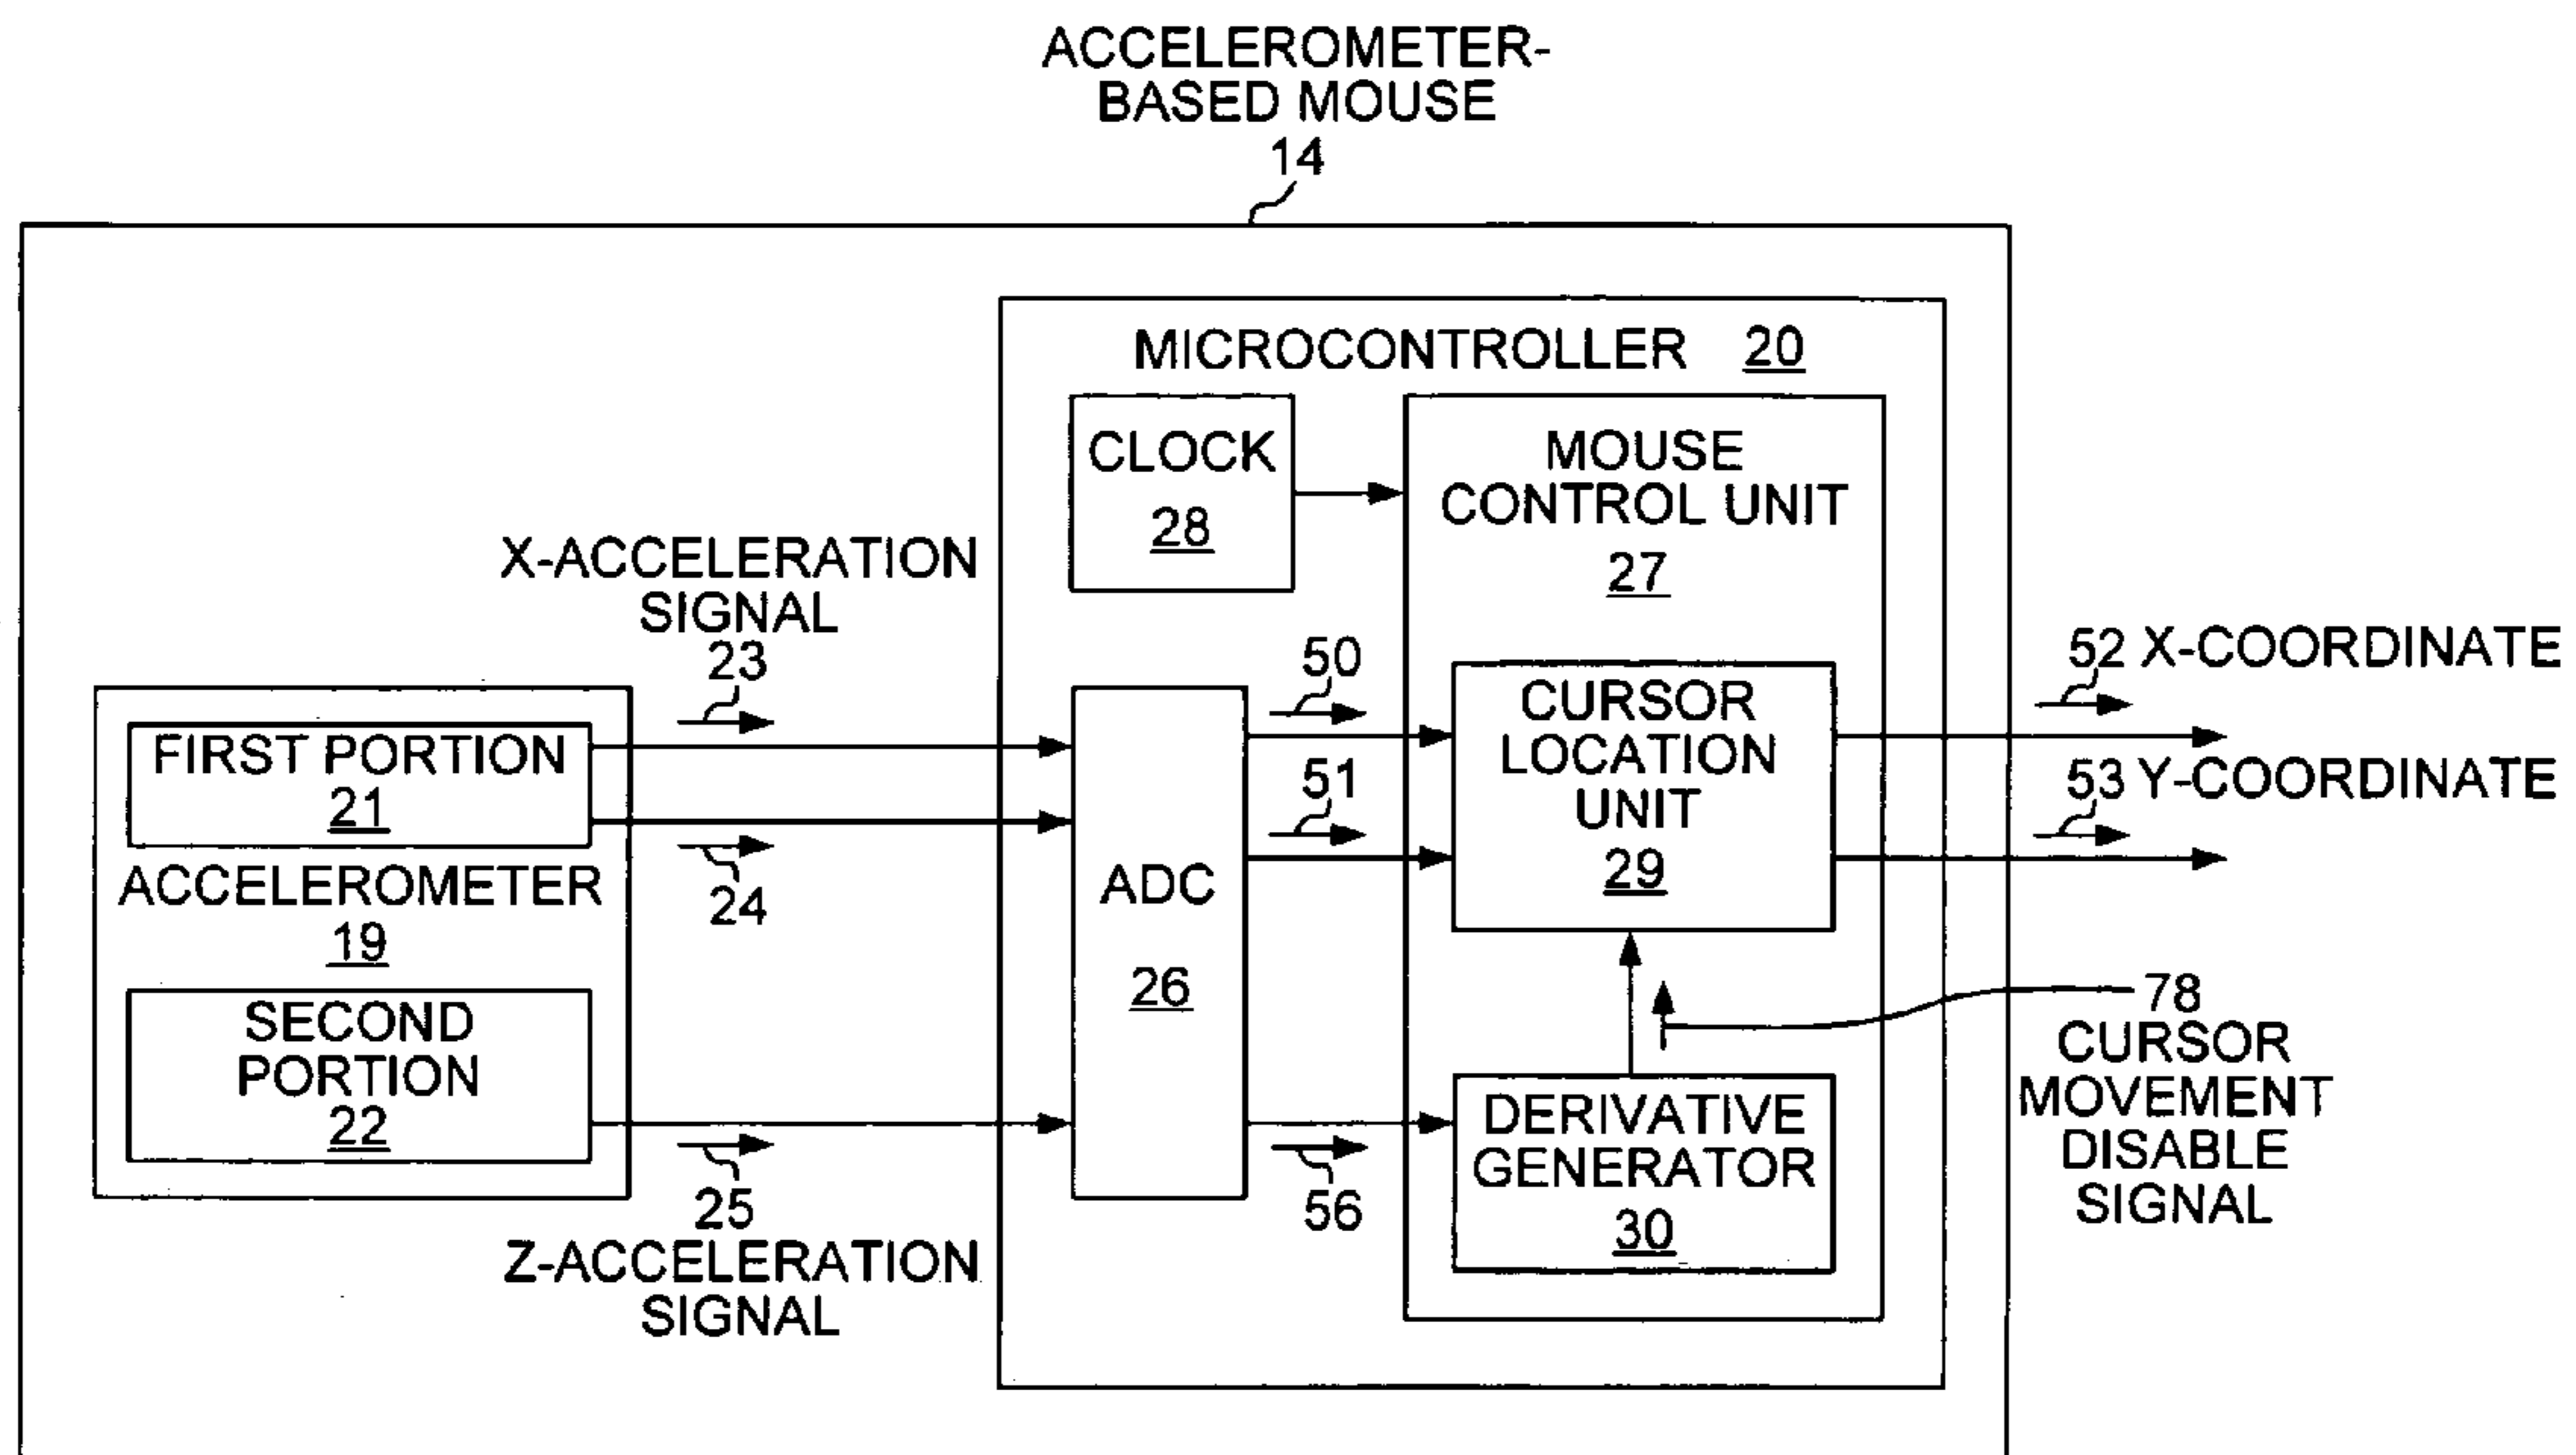 ACCELEROMETER-
BASED MOUSE
14
MICROCONTROLLER 20
CLOCK
28
MOUSE
CONTROL UNIT
27
X-ACCELERATION
SIGNAL
23
FIRST PORTION
21
24
ACCELEROMETER
19
SECOND
PORTION
22
25
Z-ACCELERATION
SIGNAL
ADC
26
50
51
56
CURSOR
LOCATION
UNIT
29
DERIVATIVE
GENERATOR
30
52 X-COORDINATE
53 Y-COORDINATE
78
CURSOR
MOVEMENT
DISABLE
SIGNAL